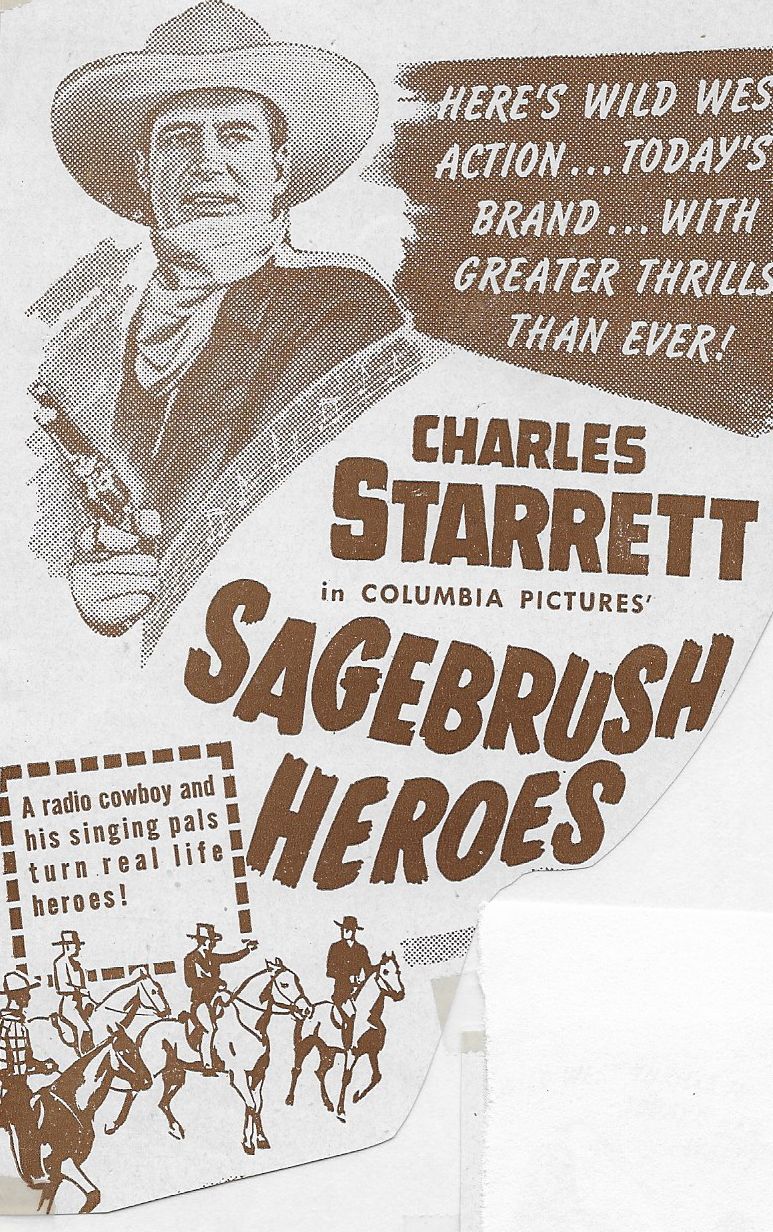 HERE'S WILD WES
ACTION...TODAY'S
BRAND...WITH
GREATER THRILLS
THAN EVER!
CHARLES
STARRETT
in COLUMBIA PICTURES'
SAGEBRUSH
HEROES
A radio cowboy and
his singing pals
turn real life
heroes!